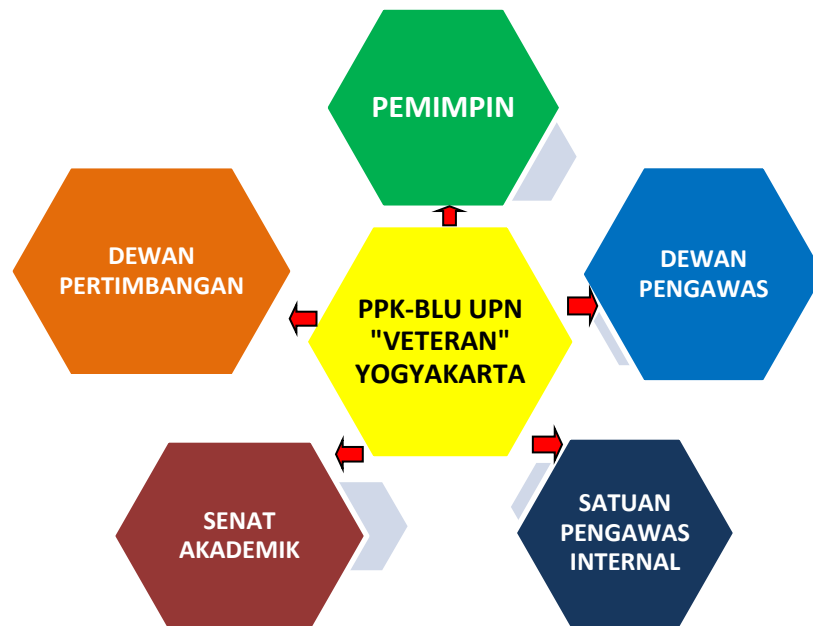 PEMIMPIN
DEWAN
PERTIMBANGAN
DEWAN
PENGAWAS
PPK-BLU UPN
"VETERAN"
YOGYAKARTA
SENAT
AKADEMIK
SATUAN
PENGAWAS
INTERNAL